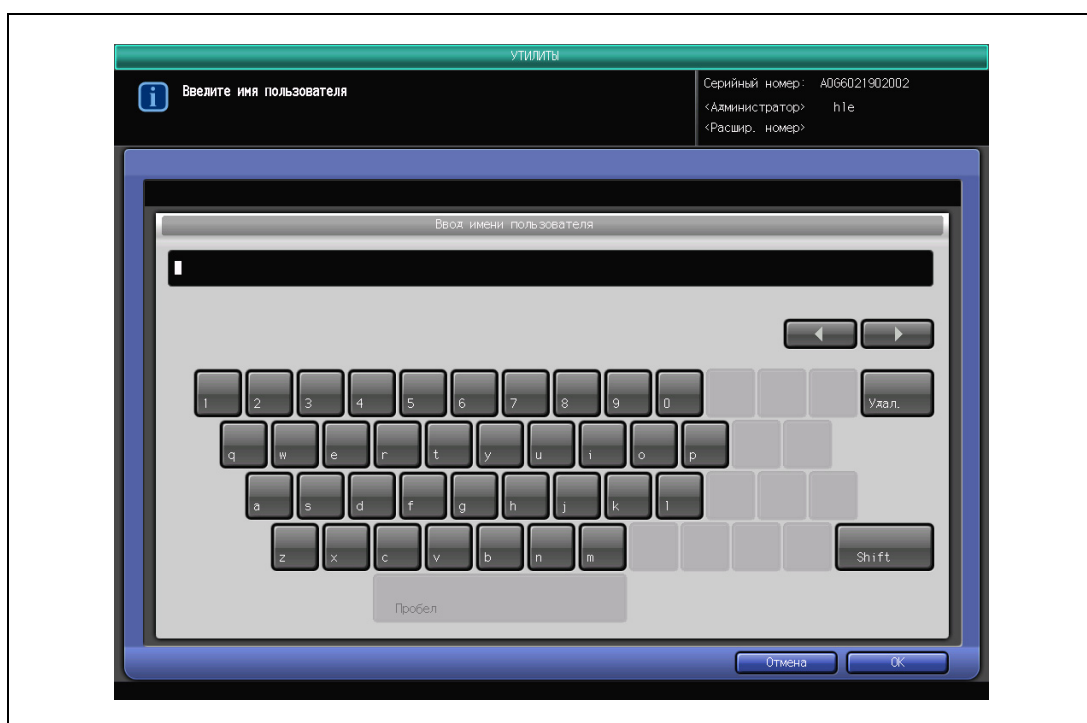 УТИЛИТЫ
Введите имя пользователя
Серийный номер: A0G6021902002
<Администратор> hle
<Расшир. номер>
Ввод имени пользователя
1 2 3 4 5 6 7 8 9 0 Удал.
q w e r t y u i o p
a s d f g h j k l
z x c v b n m Shift
Пробел
Отмена OK